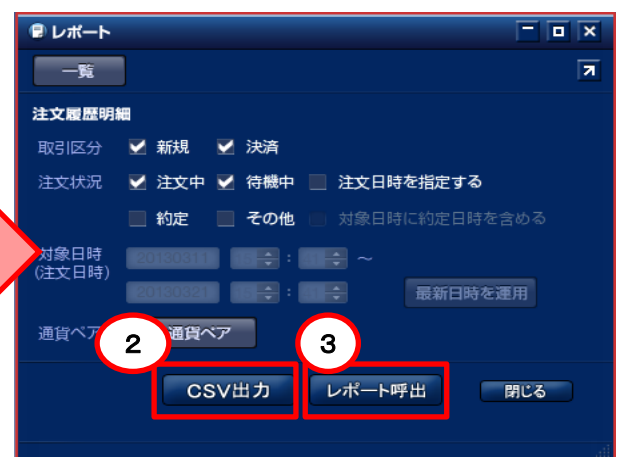 レポート
一覧
注文履歴明細
取引区分 新規 決済
注文状況 注文中 待機中 注文日時を指定する
約定 その他 対象日時に約定日時を含める
対象日時 20130311 : ～
(注文日時)
20130321 : 最新日時を運用
通貨ペア 2 通貨ペア 3
CSV出力 レポート呼出 閉じる